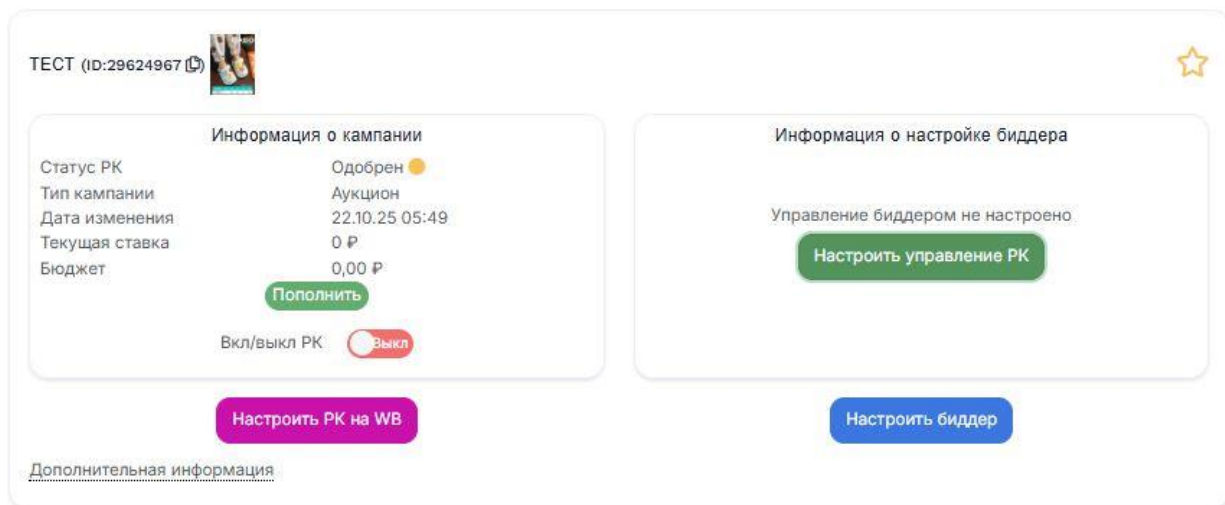 ТЕСТ (ID:29624967)
Информация о кампании
Статус РК Одобрен
Тип кампании Аукцион
Дата изменения 22.10.25 05:49
Текущая ставка 0 ₽
Бюджет 0,00 ₽
Пополнить
Вкл/выкл РК Выкл
Настроить РК на WB
Информация о настройке биддера
Управление биддером не настроено
Настроить управление РК
Настроить биддер
Дополнительная информация